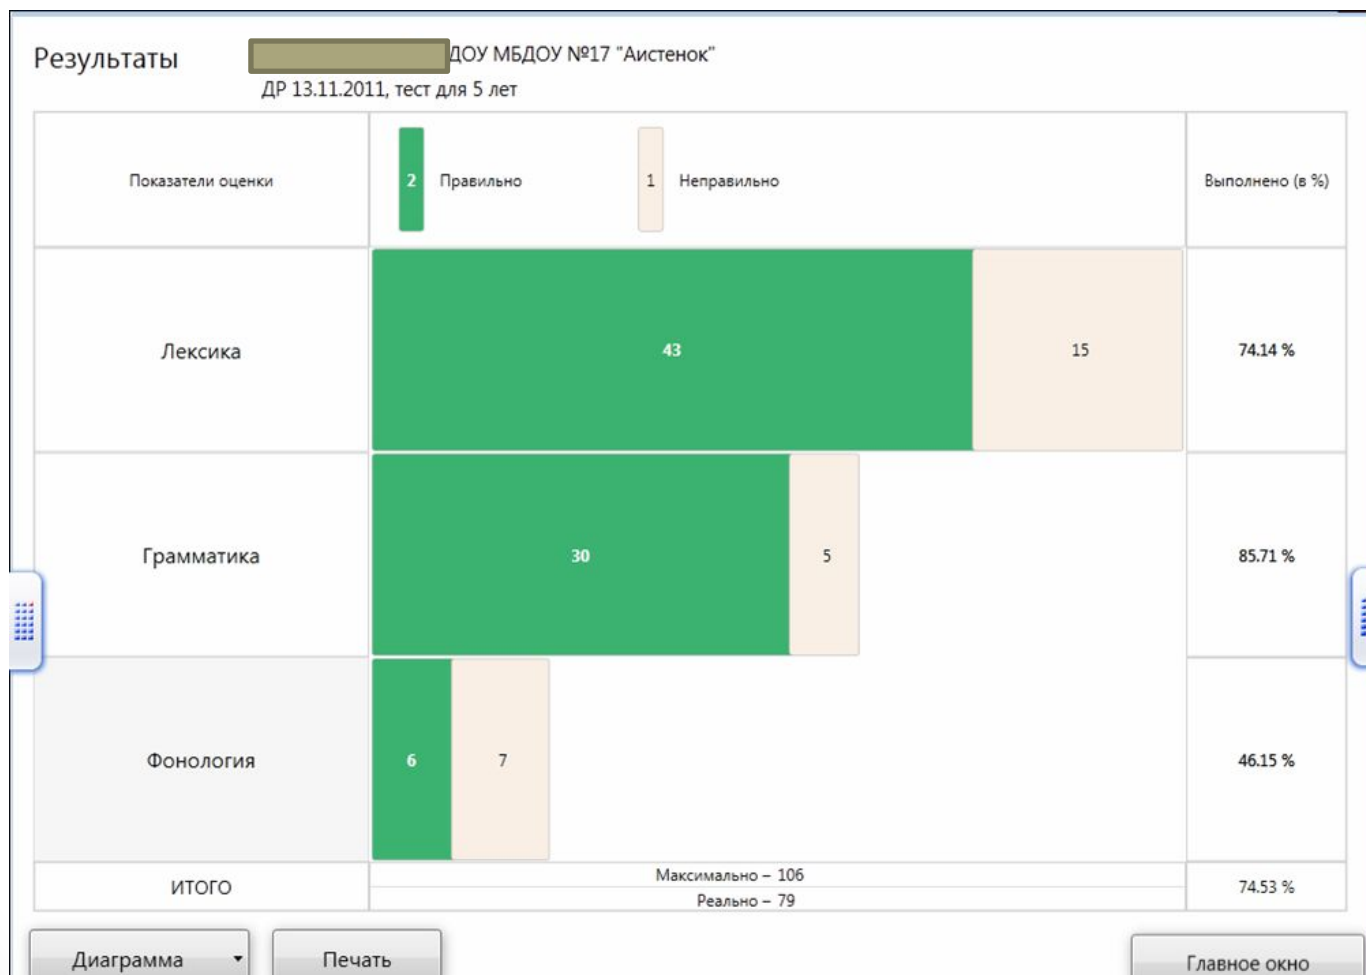 Результаты
ДОУ МБДОУ №17 "Аистенок"
ДР 13.11.2011, тест для 5 лет
Показатели оценки
2 Правильно
1 Неправильно
Выполнено (в %)
Лексика
43
15
74.14 %
Грамматика
30
5
85.71 %
Фонология
6
7
46.15 %
ИТОГО
Максимально – 106
Реально – 79
74.53 %
Диаграмма
Печать
Главное окно